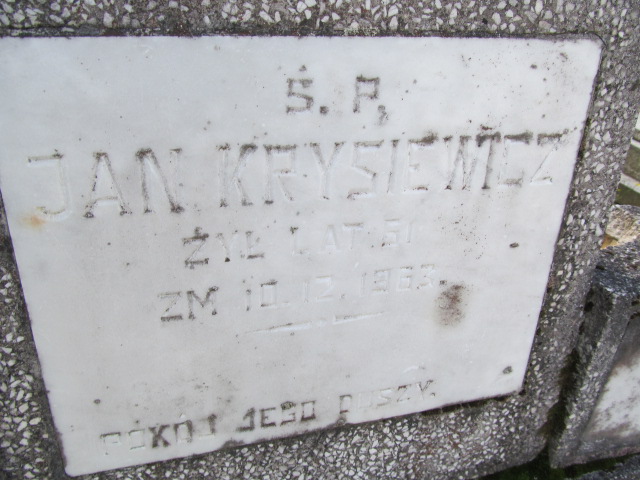 Ś. P,
JAN KRYSIEWICZ
ŻYŁ LAT 51
ZM 10.12.1963.
POKÓJ JEGO DUSZY.